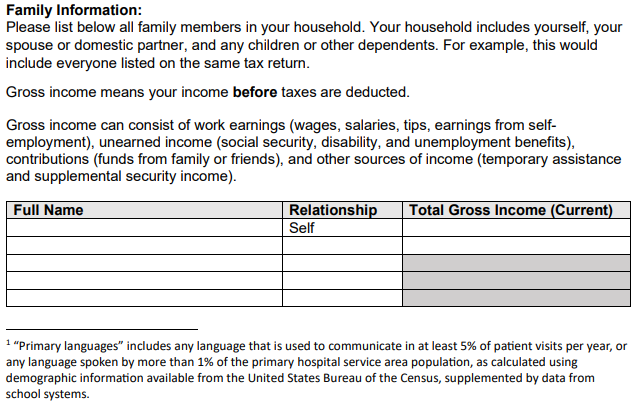 Family Information:
Please list below all family members in your household. Your household includes yourself, your
spouse or domestic partner, and any children or other dependents. For example, this would
include everyone listed on the same tax return.
Gross income means your income before taxes are deducted.
Gross income can consist of work earnings (wages, salaries, tips, earnings from self-
employment), unearned income (social security, disability, and unemployment benefits),
contributions (funds from family or friends), and other sources of income (temporary assistance
and supplemental security income).
Full Name Relationship Total Gross Income (Current)
Self
1 “Primary languages” includes any language that is used to communicate in at least 5% of patient visits per year, or
any language spoken by more than 1% of the primary hospital service area population, as calculated using
demographic information available from the United States Bureau of the Census, supplemented by data from
school systems.